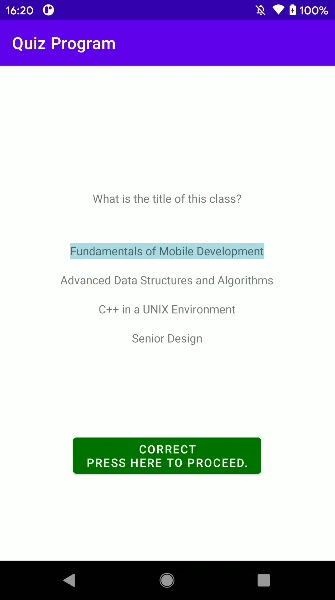 16:20
100%
Quiz Program
What is the title of this class?
Fundamentals of Mobile Development
Advanced Data Structures and Algorithms
C++ in a UNIX Environment
Senior Design
CORRECT
PRESS HERE TO PROCEED.